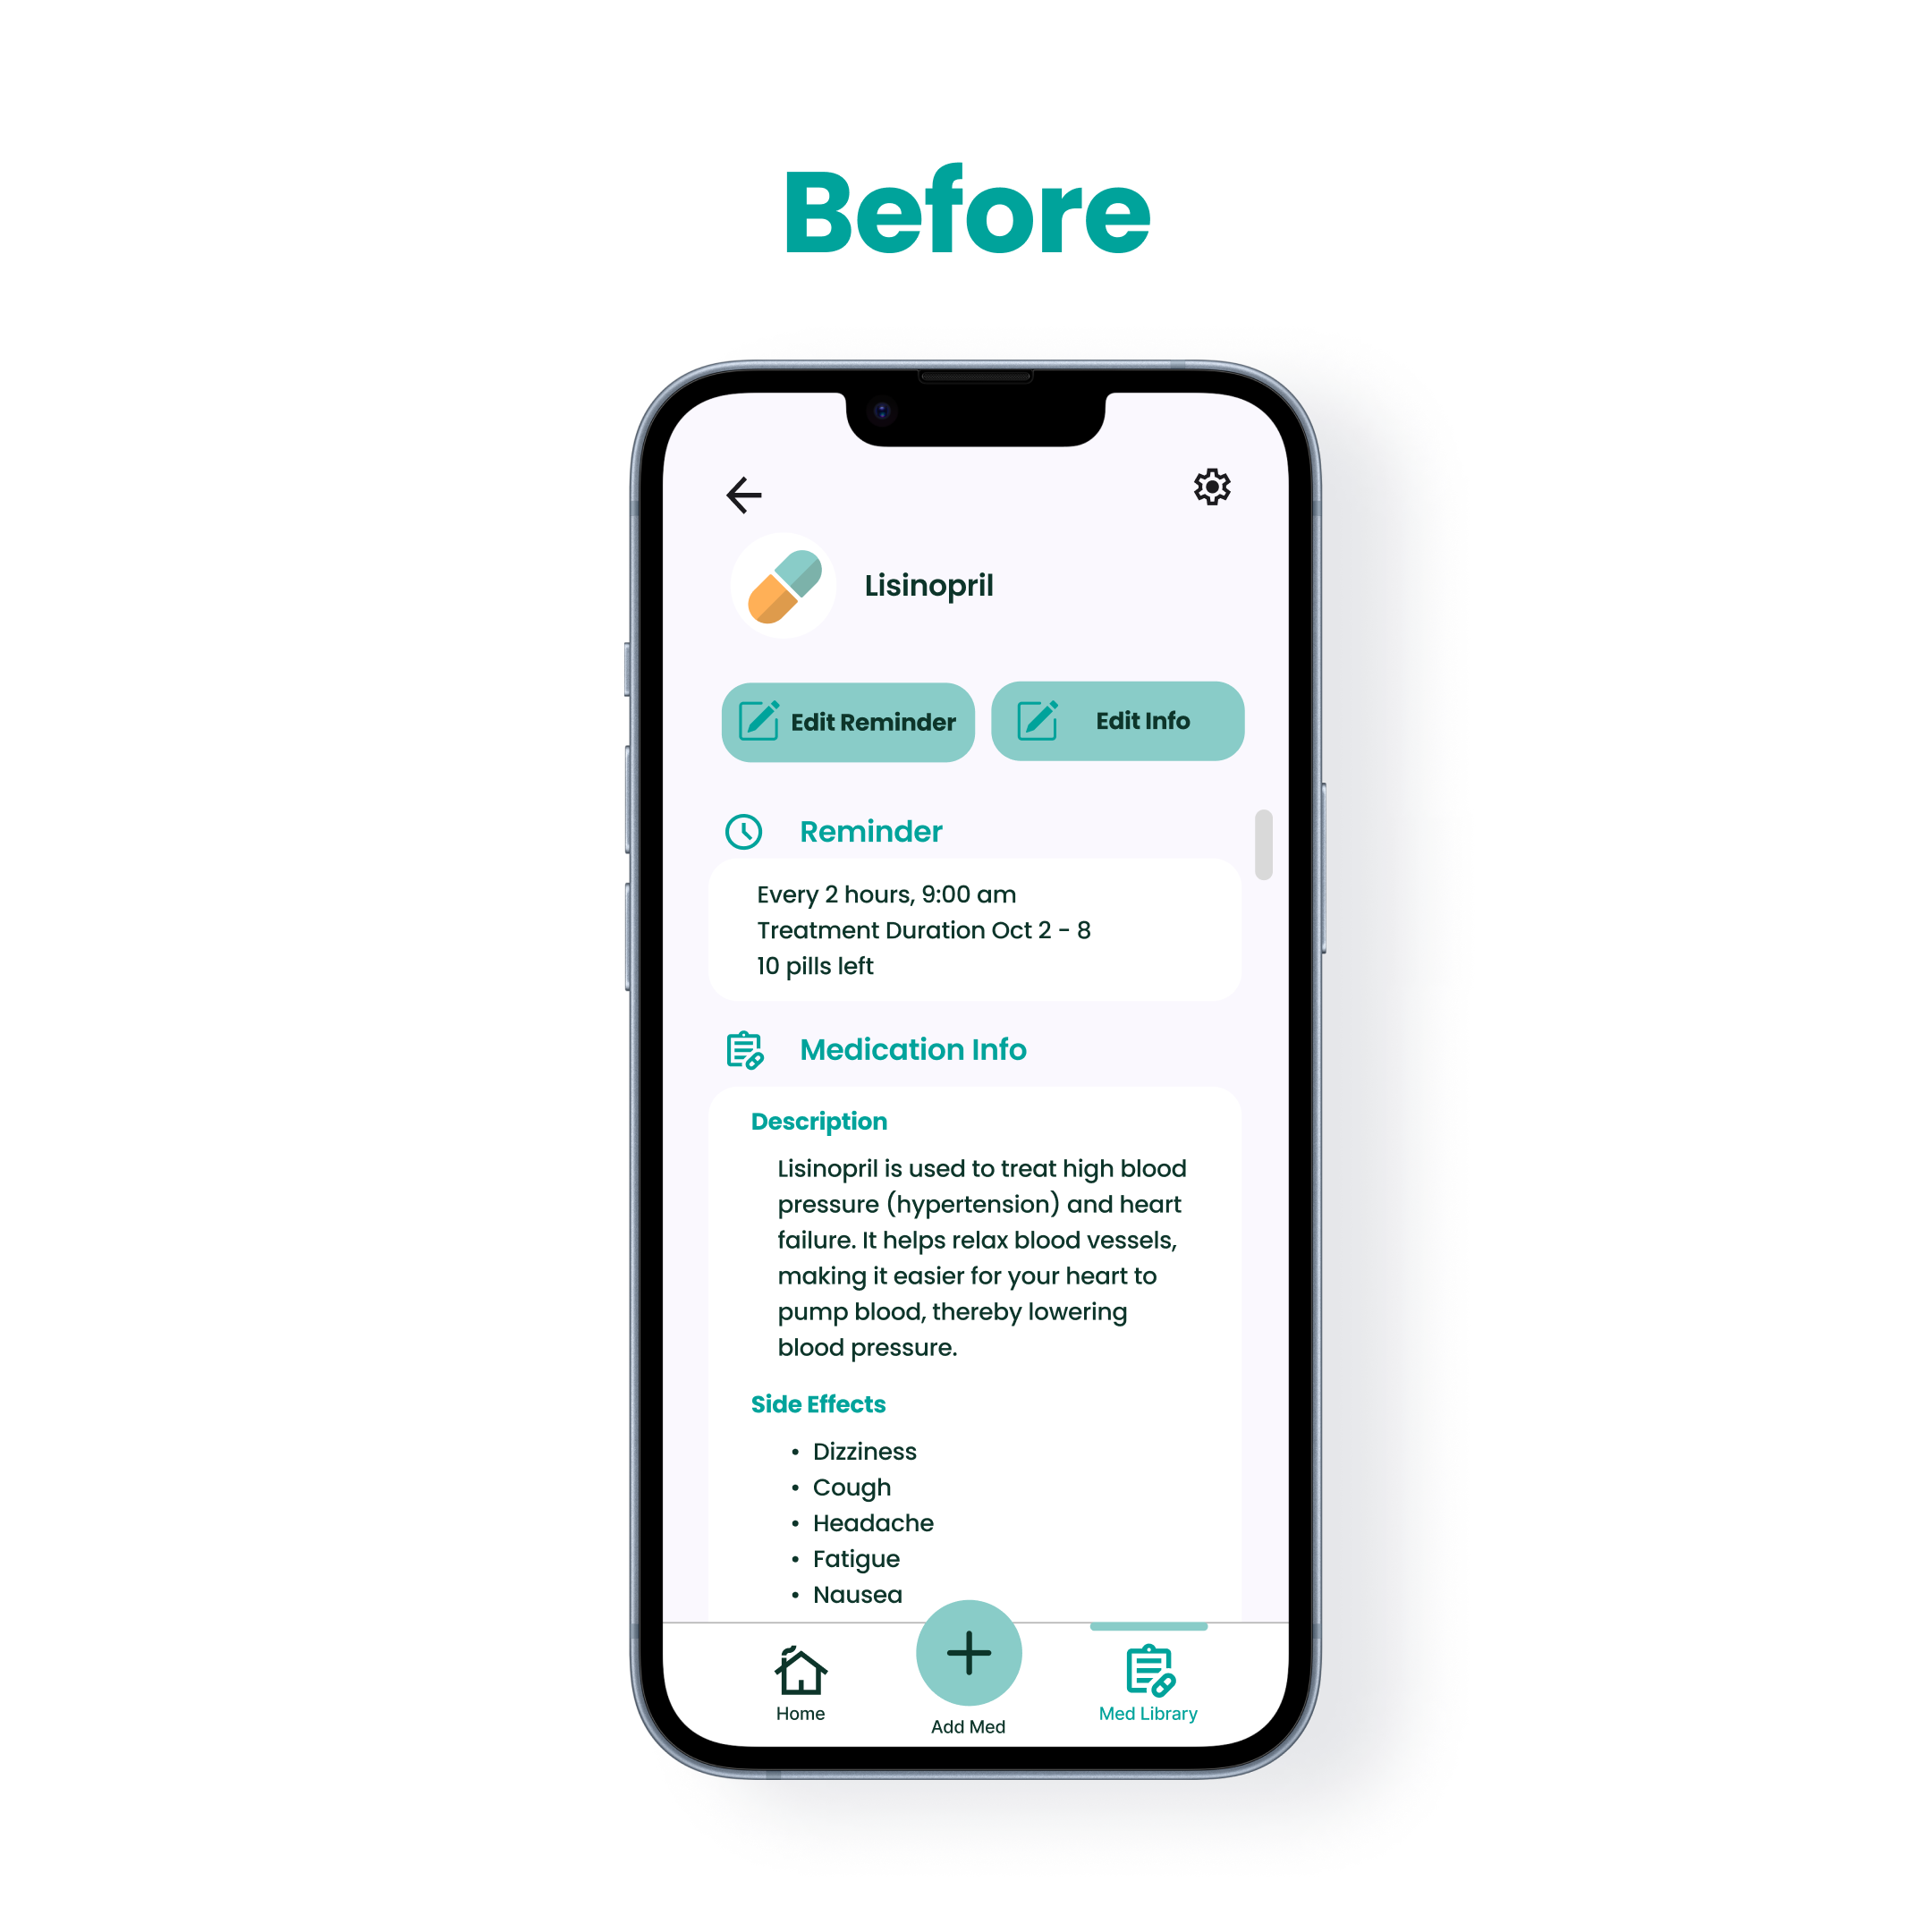 Before
Lisinopril
Edit Reminder
Edit Info
Reminder
Every 2 hours, 9:00 am
Treatment Duration Oct 2 - 8
10 pills left
Medication Info
Description
Lisinopril is used to treat high blood
pressure (hypertension) and heart
failure. It helps relax blood vessels,
making it easier for your heart to
pump blood, thereby lowering
blood pressure.
Side Effects
• Dizziness
• Cough
• Headache
• Fatigue
• Nausea
Home
Add Med
Med Library